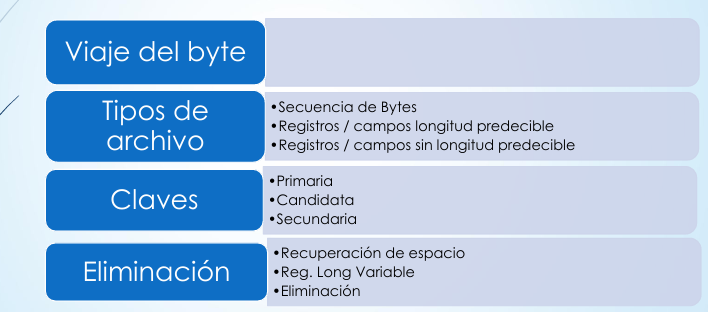 Viaje del byte
Tipos de
archivo
•Secuencia de Bytes
•Registros / campos longitud predecible
•Registros / campos sin longitud predecible
Claves
•Primaria
•Candidata
•Secundaria
Eliminación
•Recuperación de espacio
•Reg. Long Variable
•Eliminación